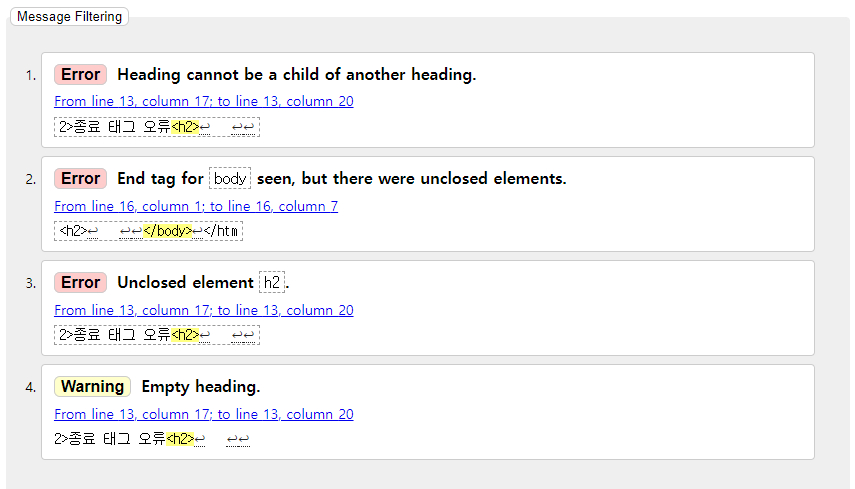 Message Filtering
1. Error Heading cannot be a child of another heading.
From line 13, column 17; to line 13, column 20
2>종료 태그 오류<h2>↩ ↩↩
2. Error End tag for body seen, but there were unclosed elements.
From line 16, column 1; to line 16, column 7
<h2>↩ ↩↩</body>↩</htm
3. Error Unclosed element h2.
From line 13, column 17; to line 13, column 20
2>종료 태그 오류<h2>↩ ↩↩
4. Warning Empty heading.
From line 13, column 17; to line 13, column 20
2>종료 태그 오류<h2>↩ ↩↩